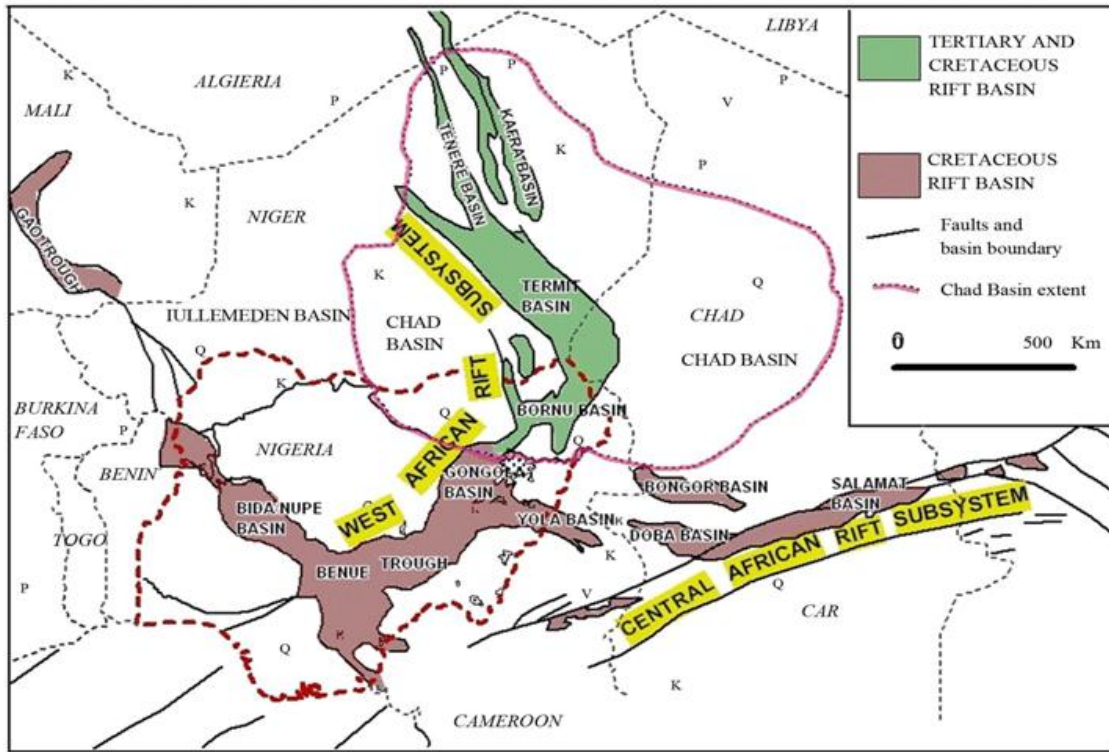 LIBYA
K
P
P
ALGIERIA
P
V
MALI
K
KAFRA BASIN
TENERE BASIN
K
P
K
NIGER
GAO TROUGH
SUBSYSTEM
K
TERMIT
BASIN
Q
CHAD
IULLEMEDEN BASIN
CHAD
BASIN
CHAD BASIN
Q
K
RIFT
BURKINA
FASO
P
Q
BORNU BASIN
NIGERIA
AFRICAN
Q
BENIN
GONGOLA
BASIN
BONGOR BASIN
SALAMAT
BASIN
BIDA NUPE
BASIN
WEST
K
YOLA BASIN
K
DOBA BASIN
TOGO
BENUE TROUGH
K
P
V
CENTRAL AFRICAN RIFT SUBSYSTEM
Q
CAR
K
Q
K
CAMEROON
TERTIARY AND
CRETACEOUS
RIFT BASIN
CRETACEOUS
RIFT BASIN
Faults and
basin boundary
Chad Basin extent
0 500 Km